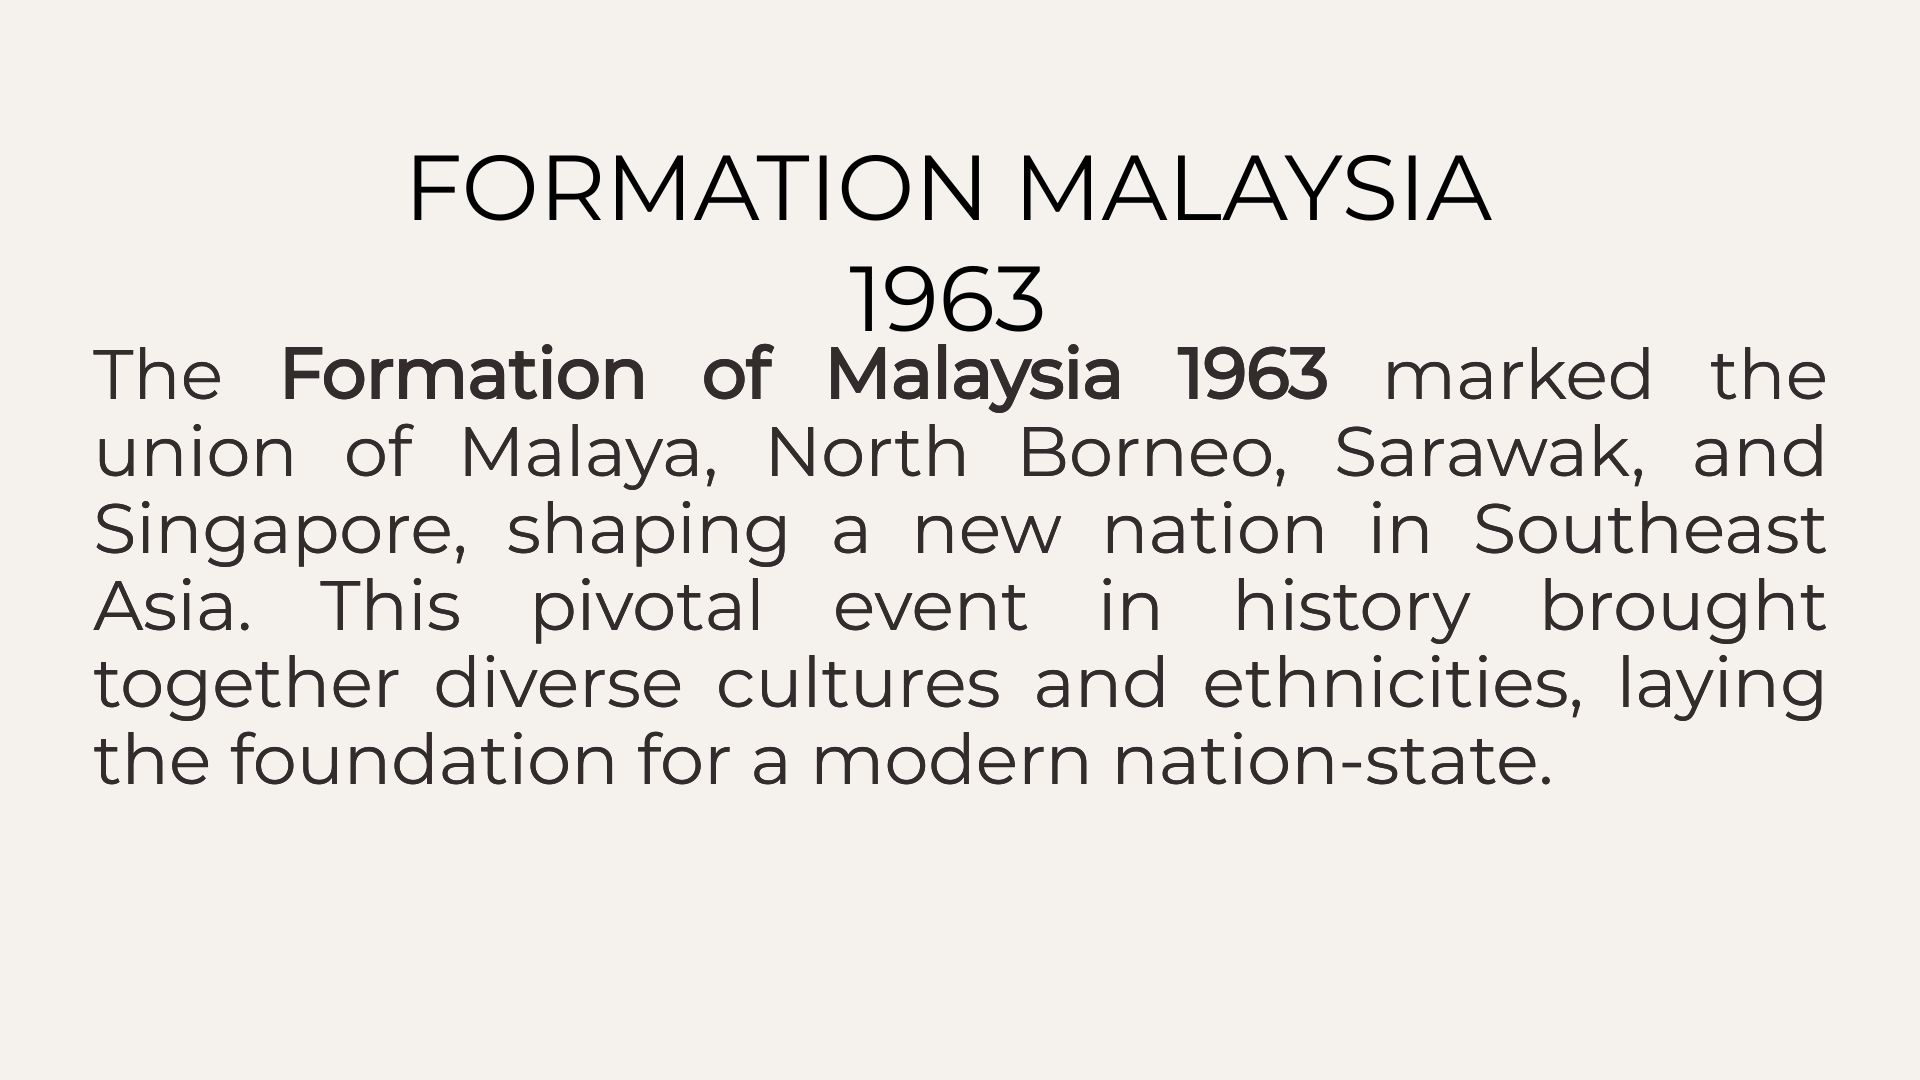 FORMATION MALAYSIA
1963
The Formation of Malaysia 1963 marked the
union of Malaya, North Borneo, Sarawak, and
Singapore, shaping a new nation in Southeast
Asia. This pivotal event in history brought
together diverse cultures and ethnicities, laying
the foundation for a modern nation-state.